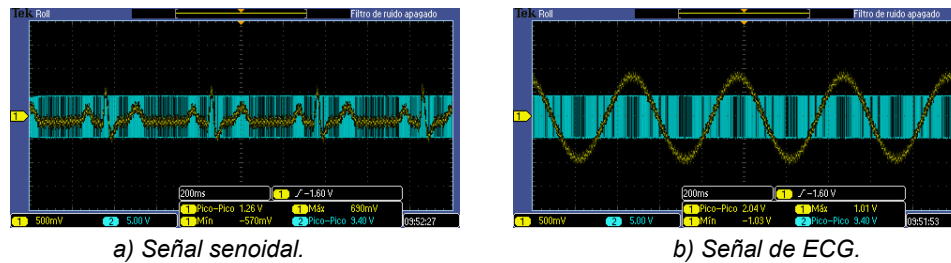 Tek Roll
Filtro de ruido apagado
1
200ms
1 ∕ −1.60 V
1 Pico−Pico 1.26 V
1 Máx 690mV
1 Mín −570mV
2 Pico−Pico 9.40 V
1 500mV
2 5.00 V
09:52:27
a) Señal senoidal.
Tek Roll
Filtro de ruido apagado
1
200ms
1 ∕ −1.60 V
1 Pico−Pico 2.04 V
1 Máx 1.01 V
1 Mín −1.03 V
2 Pico−Pico 9.40 V
1 500mV
2 5.00 V
09:51:53
b) Señal de ECG.